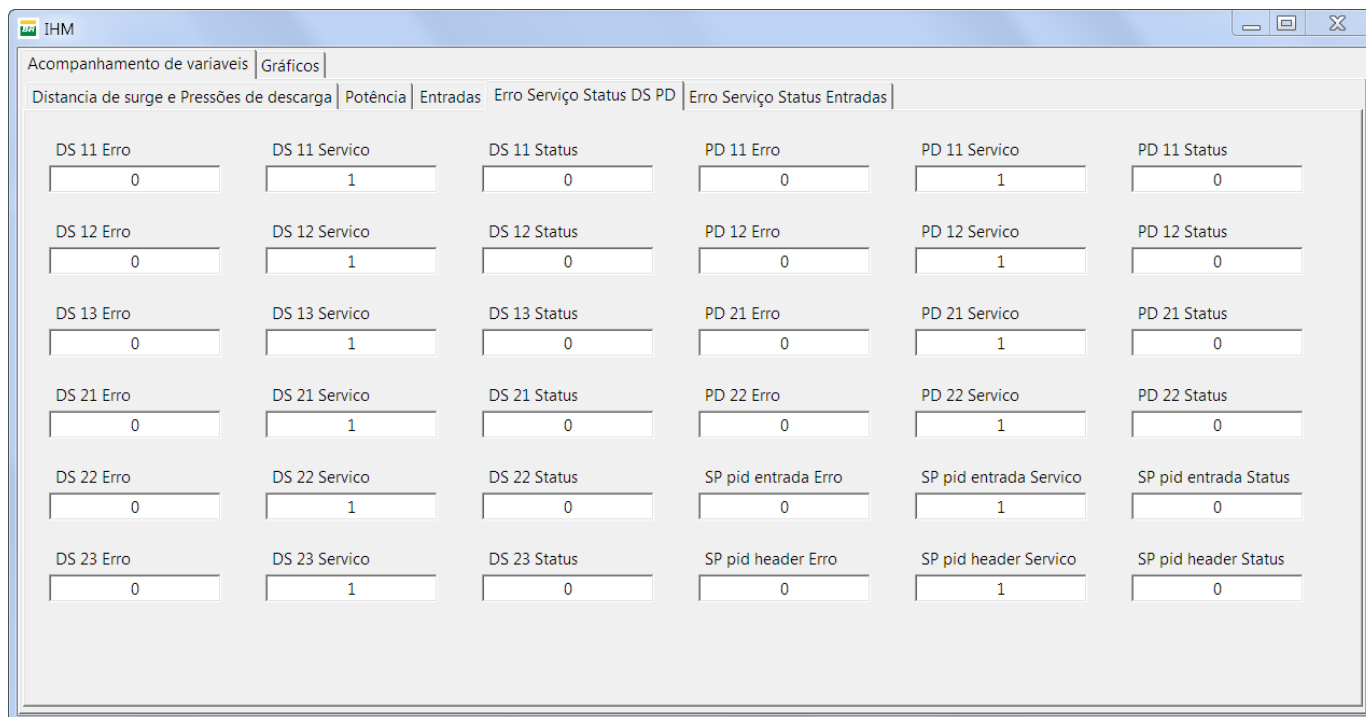 BR IHM
Acompanhamento de variaveis Gráficos
Distancia de surge e Pressões de descarga Potência Entradas Erro Serviço Status DS PD Erro Serviço Status Entradas
DS 11 Erro DS 11 Servico DS 11 Status PD 11 Erro PD 11 Servico PD 11 Status
0 1 0 0 1 0
DS 12 Erro DS 12 Servico DS 12 Status PD 12 Erro PD 12 Servico PD 12 Status
0 1 0 0 1 0
DS 13 Erro DS 13 Servico DS 13 Status PD 21 Erro PD 21 Servico PD 21 Status
0 1 0 0 1 0
DS 21 Erro DS 21 Servico DS 21 Status PD 22 Erro PD 22 Servico PD 22 Status
0 1 0 0 1 0
DS 22 Erro DS 22 Servico DS 22 Status SP pid entrada Erro SP pid entrada Servico SP pid entrada Status
0 1 0 0 1 0
DS 23 Erro DS 23 Servico DS 23 Status SP pid header Erro SP pid header Servico SP pid header Status
0 1 0 0 1 0